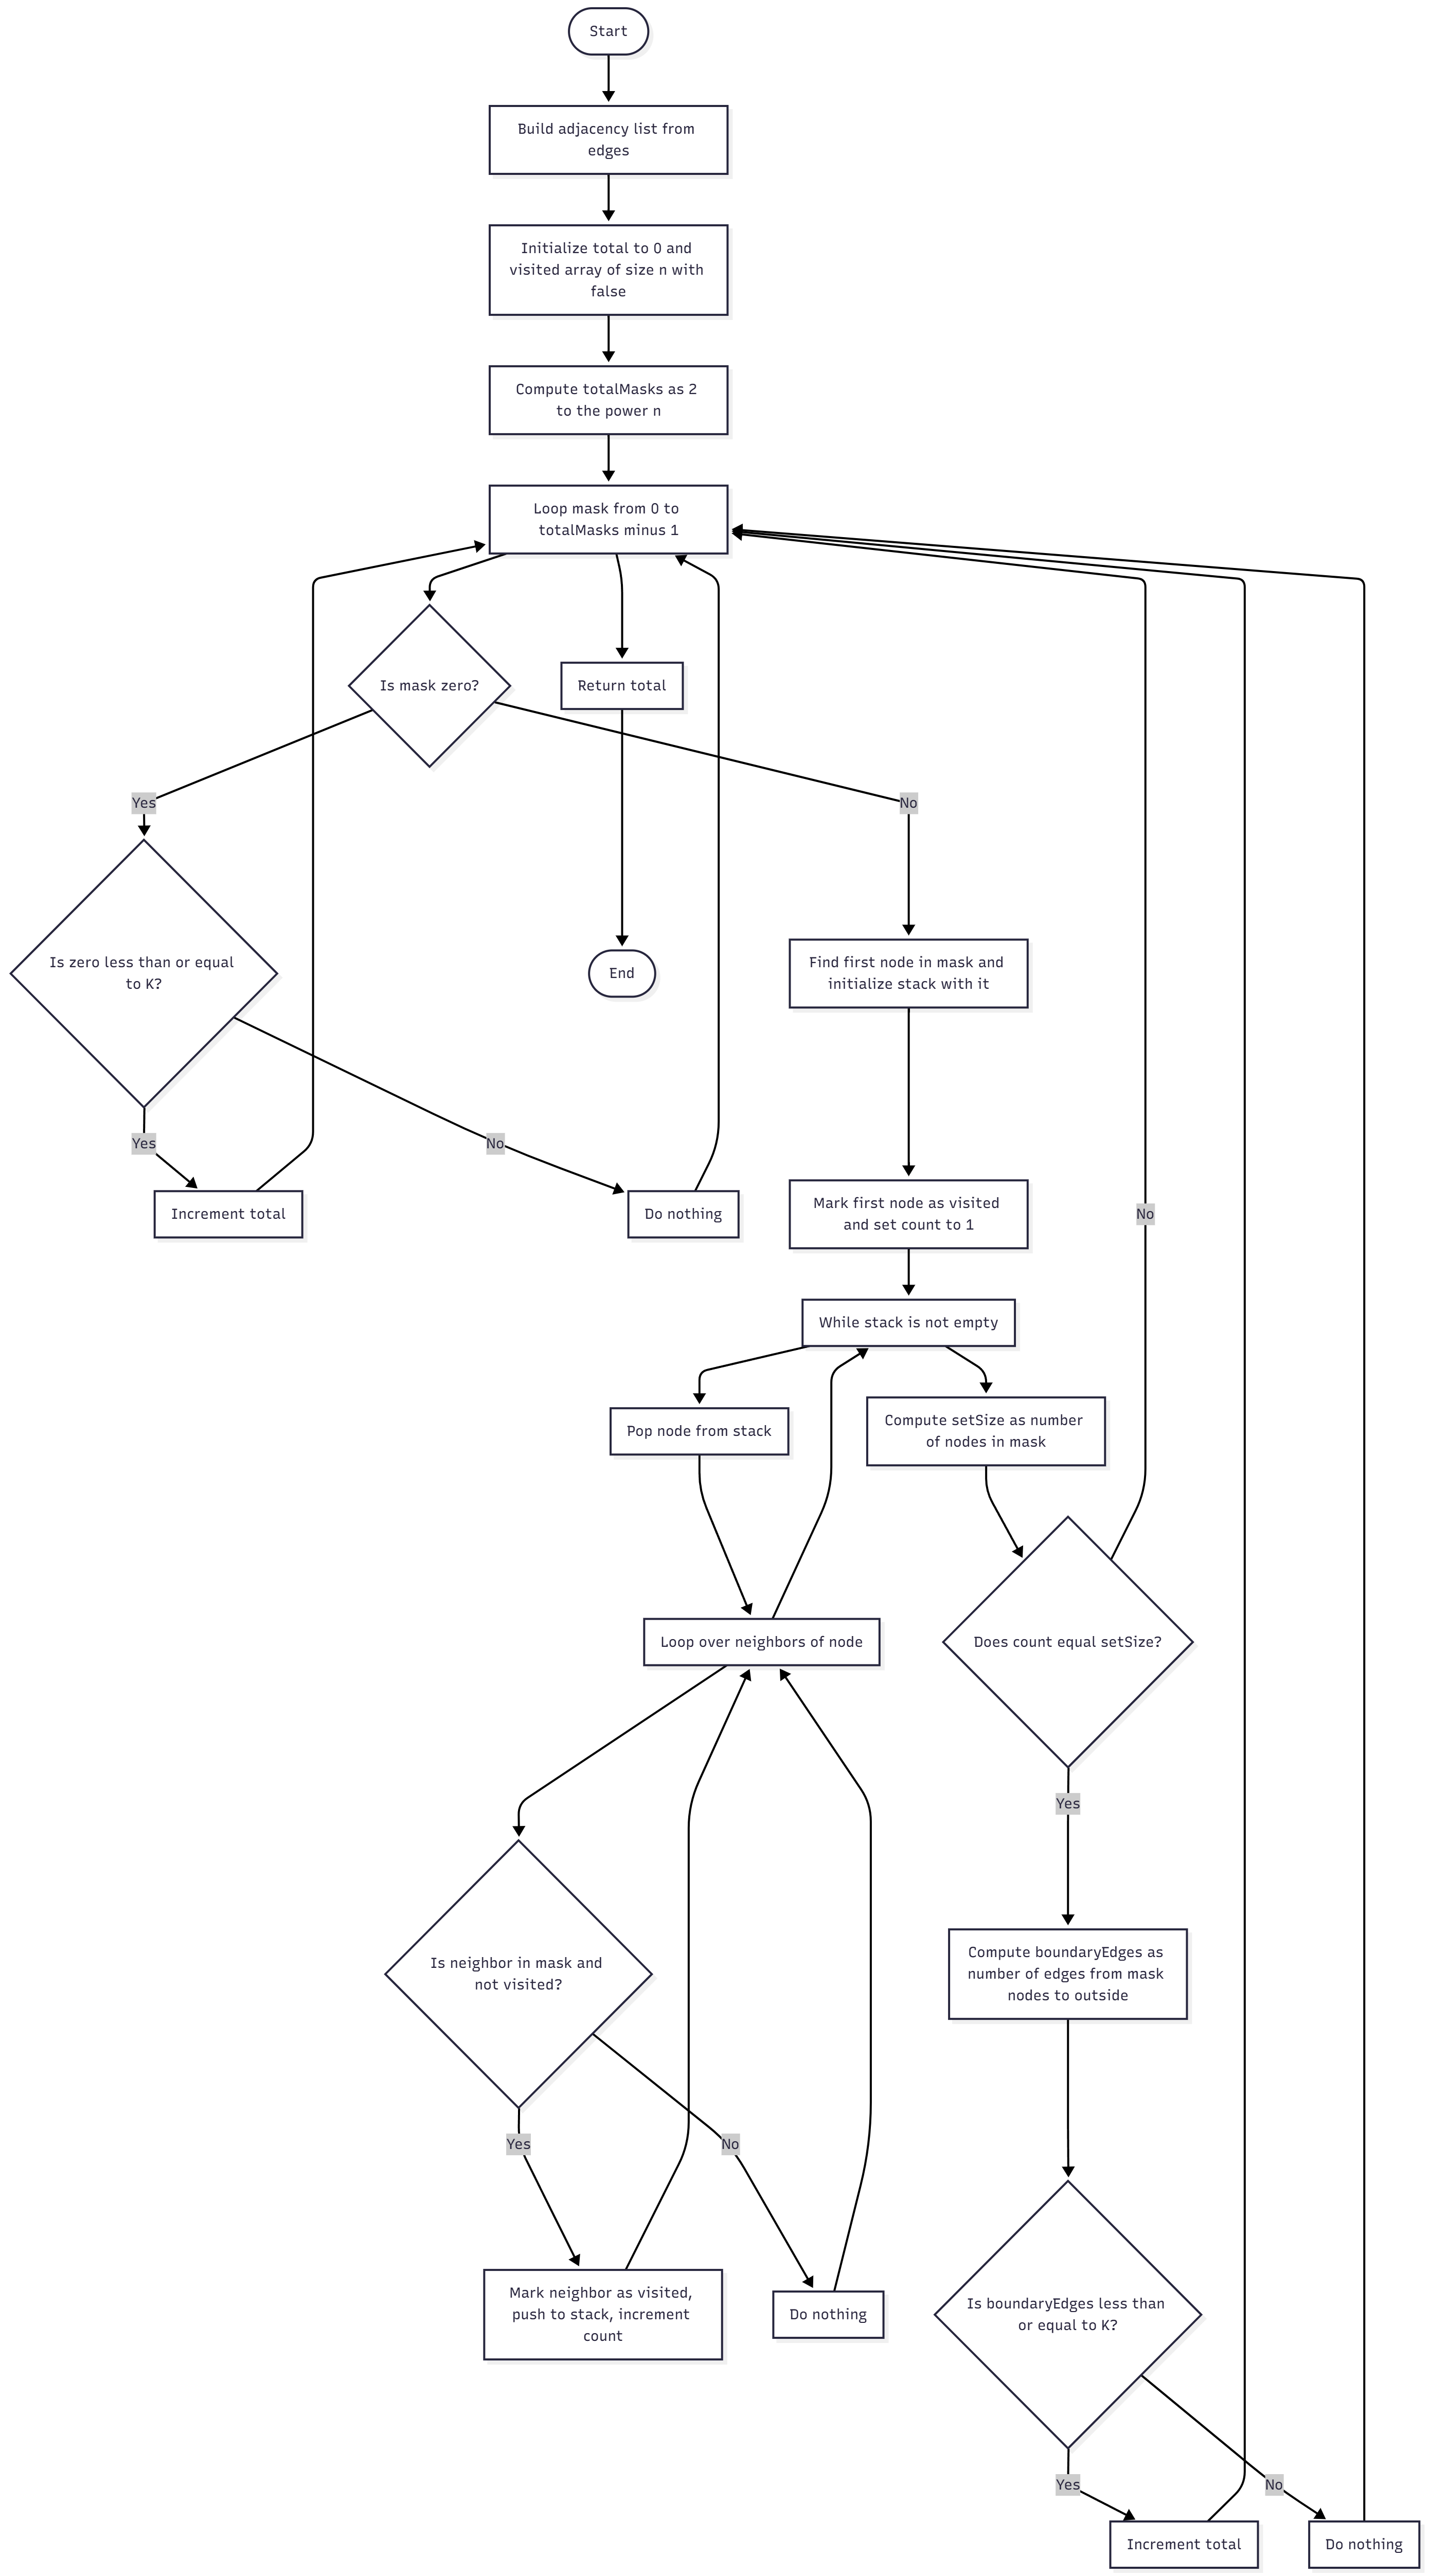 Start
Build adjacency list from
edges
Initialize total to 0 and
visited array of size n with
false
Compute totalMasks as 2
to the power n
Loop mask from 0 to
totalMasks minus 1
Is mask zero?
Return total
Yes
No
Is zero less than or equal
to K?
End
Find first node in mask and
initialize stack with it
Yes
No
Increment total
Do nothing
Mark first node as visited
and set count to 1
No
While stack is not empty
Pop node from stack
Compute setSize as number
of nodes in mask
Loop over neighbors of node
Does count equal setSize?
Yes
Is neighbor in mask and
not visited?
Compute boundaryEdges as
number of edges from mask
nodes to outside
Yes
No
Mark neighbor as visited,
push to stack, increment
count
Do nothing
Is boundaryEdges less than
or equal to K?
Yes
No
Increment total
Do nothing